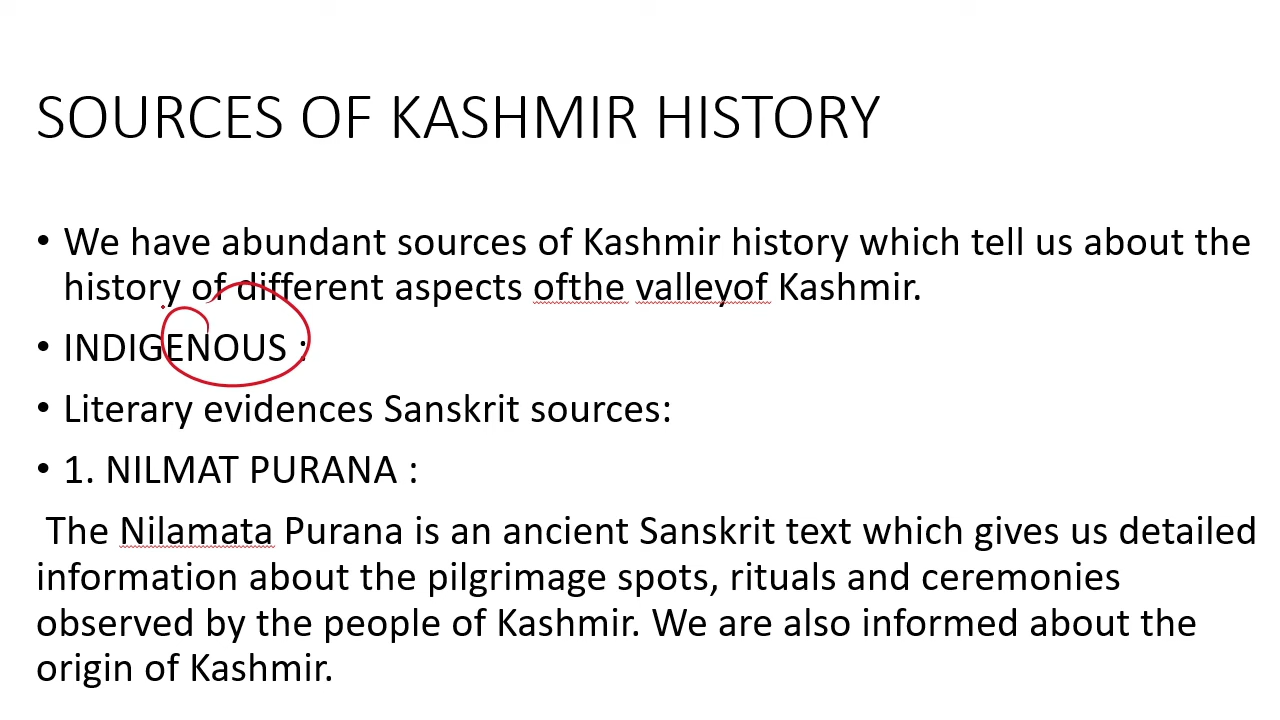 SOURCES OF KASHMIR HISTORY
• We have abundant sources of Kashmir history which tell us about the
history of different aspects ofthe valleyof Kashmir.
• INDIGENOUS :
• Literary evidences Sanskrit sources:
• 1. NILMAT PURANA :
The Nilamata Purana is an ancient Sanskrit text which gives us detailed
information about the pilgrimage spots, rituals and ceremonies
observed by the people of Kashmir. We are also informed about the
origin of Kashmir.